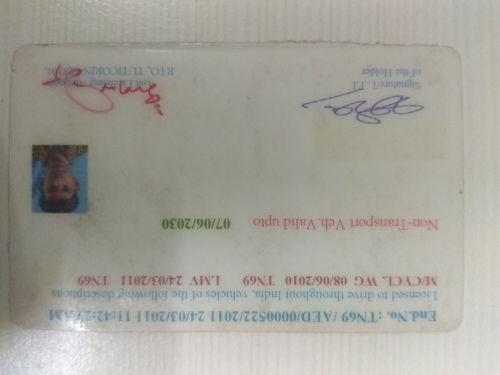 End.No. :TN69 /AED/0000522/2011 24/03/2011 11:42:25 AM
Licensed to drive throughout India, vehicles of the following descriptions
M/CYCL. WG 08/06/2010 TN69 LMV 24/03/2011 TN69
Non-Transport Veh. Valid upto 07/06/2030
Signature/L.T.I of the Holder
RTO, TUTICORIN